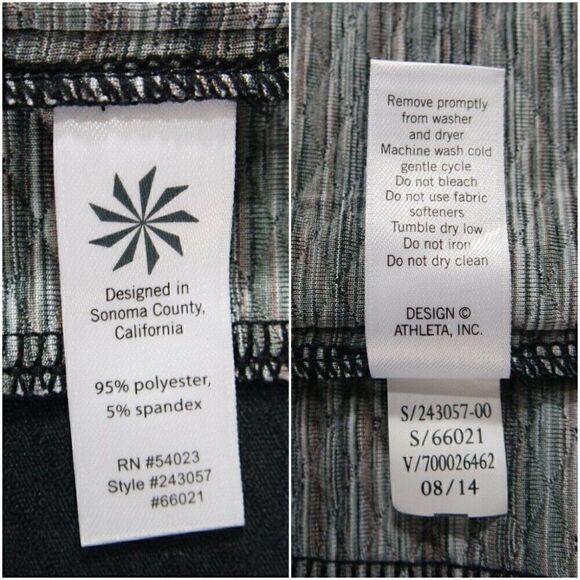 Designed in
Sonoma County,
California
95% polyester,
5% spandex
RN #54023
Style #243057
#66021
Remove promptly
from washer
and dryer
Machine wash cold
gentle cycle
Do not bleach
Do not use fabric
softeners
Tumble dry low
Do not iron
Do not dry clean
DESIGN ©
ATHLETA, INC.
S/243057-00
S/66021
V/700026462
08/14